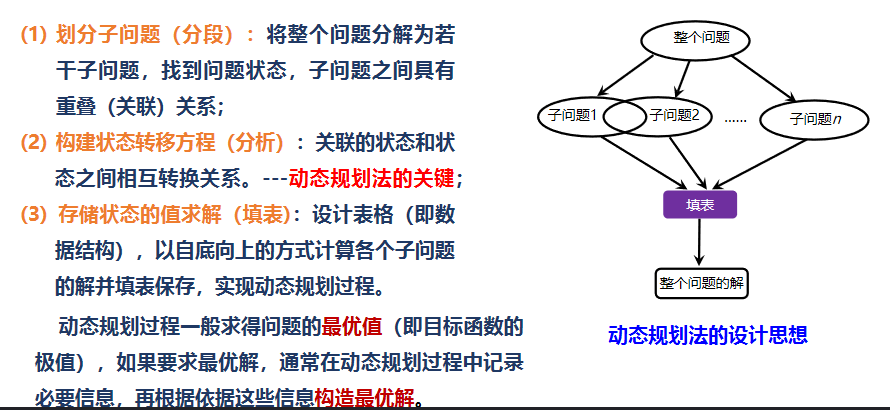 (1) 划分子问题（分段）：将整个问题分解为若
干子问题，找到问题状态，子问题之间具有
重叠（关联）关系；
(2) 构建状态转移方程（分析）：关联的状态和状
态之间相互转换关系。---动态规划法的关键；
(3) 存储状态的值求解（填表）：设计表格（即数
据结构），以自底向上的方式计算各个子问题
的解并填表保存，实现动态规划过程。
动态规划过程一般求得问题的最优值（即目标函数的
极值），如果要求最优解，通常在动态规划过程中记录
必要信息，再根据依据这些信息构造最优解。
整个问题
子问题1
子问题2
......
子问题n
填表
整个问题的解
动态规划法的设计思想